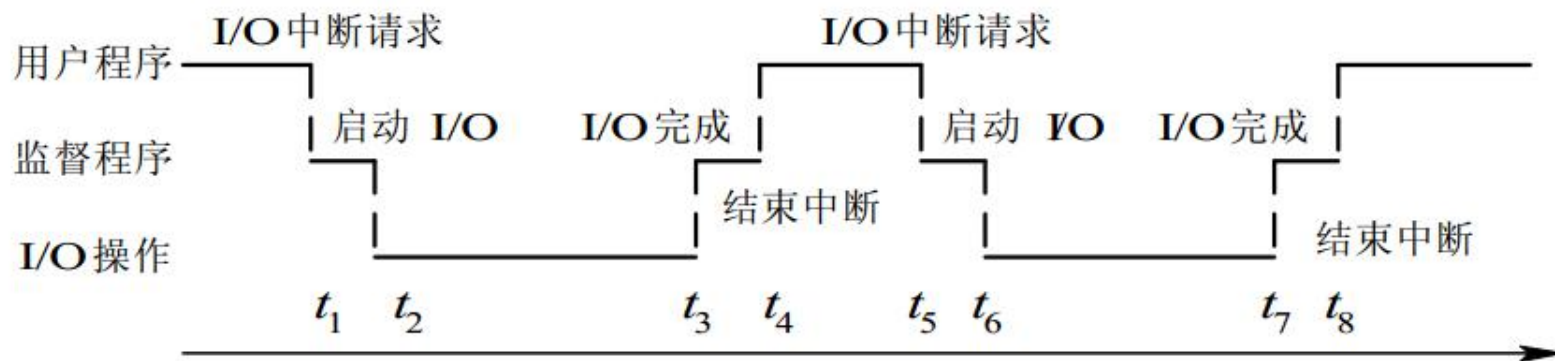 I/O中断请求 I/O中断请求
用户程序
启动 I/O I/O完成 启动 I/O I/O完成
监督程序
结束中断
结束中断
I/O操作
t1 t2 t3 t4 t5 t6 t7 t8